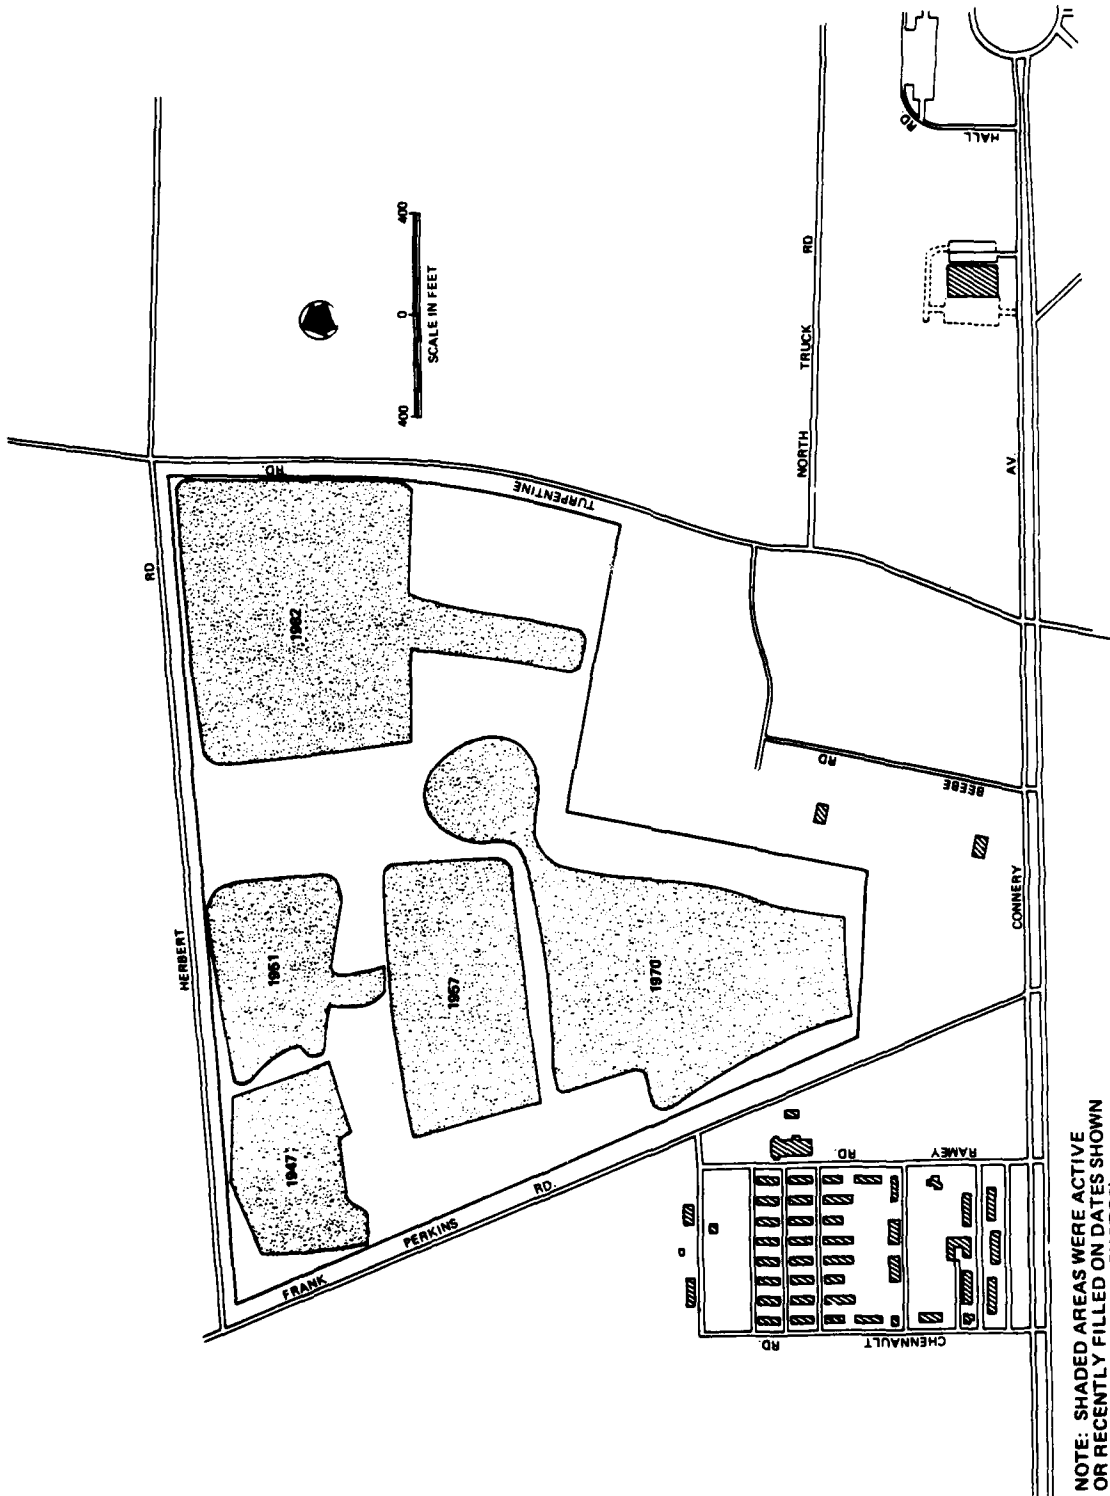 HERBERT RD
FRANK PERKINS RD.
TURPENTINE RD.
1947
1951
1957
1970
1982
400 0 400
SCALE IN FEET
NORTH TRUCK RD
HALL RD.
CONNERY AV.
BEEBE RD
RAMEY RD.
CHENNAULT RD.
NOTE: SHADED AREAS WERE ACTIVE
OR RECENTLY FILLED ON DATES SHOWN